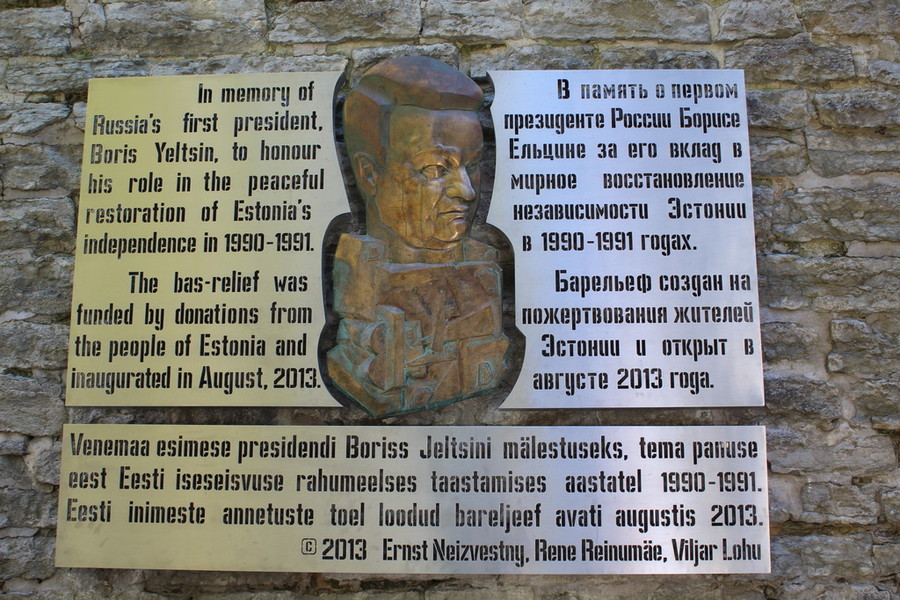 In memory of
Russia's first president,
Boris Yeltsin, to honour
his role in the peaceful
restoration of Estonia's
independence in 1990-1991.
The bas-relief was
funded by donations from
the people of Estonia and
inaugurated in August, 2013.
В память о первом
президенте России Борисе
Ельцине за его вклад в
мирное восстановление
независимости Эстонии
в 1990-1991 годах.
Барельеф создан на
пожертвования жителей
Эстонии и открыт в
августе 2013 года.
Venemaa esimese presidendi Boriss Jeltsini mälestuseks, tema panuse
eest Eesti iseseisvuse rahumeelses taastamises aastatel 1990-1991.
Eesti inimeste annetuste toel loodud bareljeef avati augustis 2013.
© 2013 Ernst Neizvestny, Rene Reinumäe, Viljar Lohu